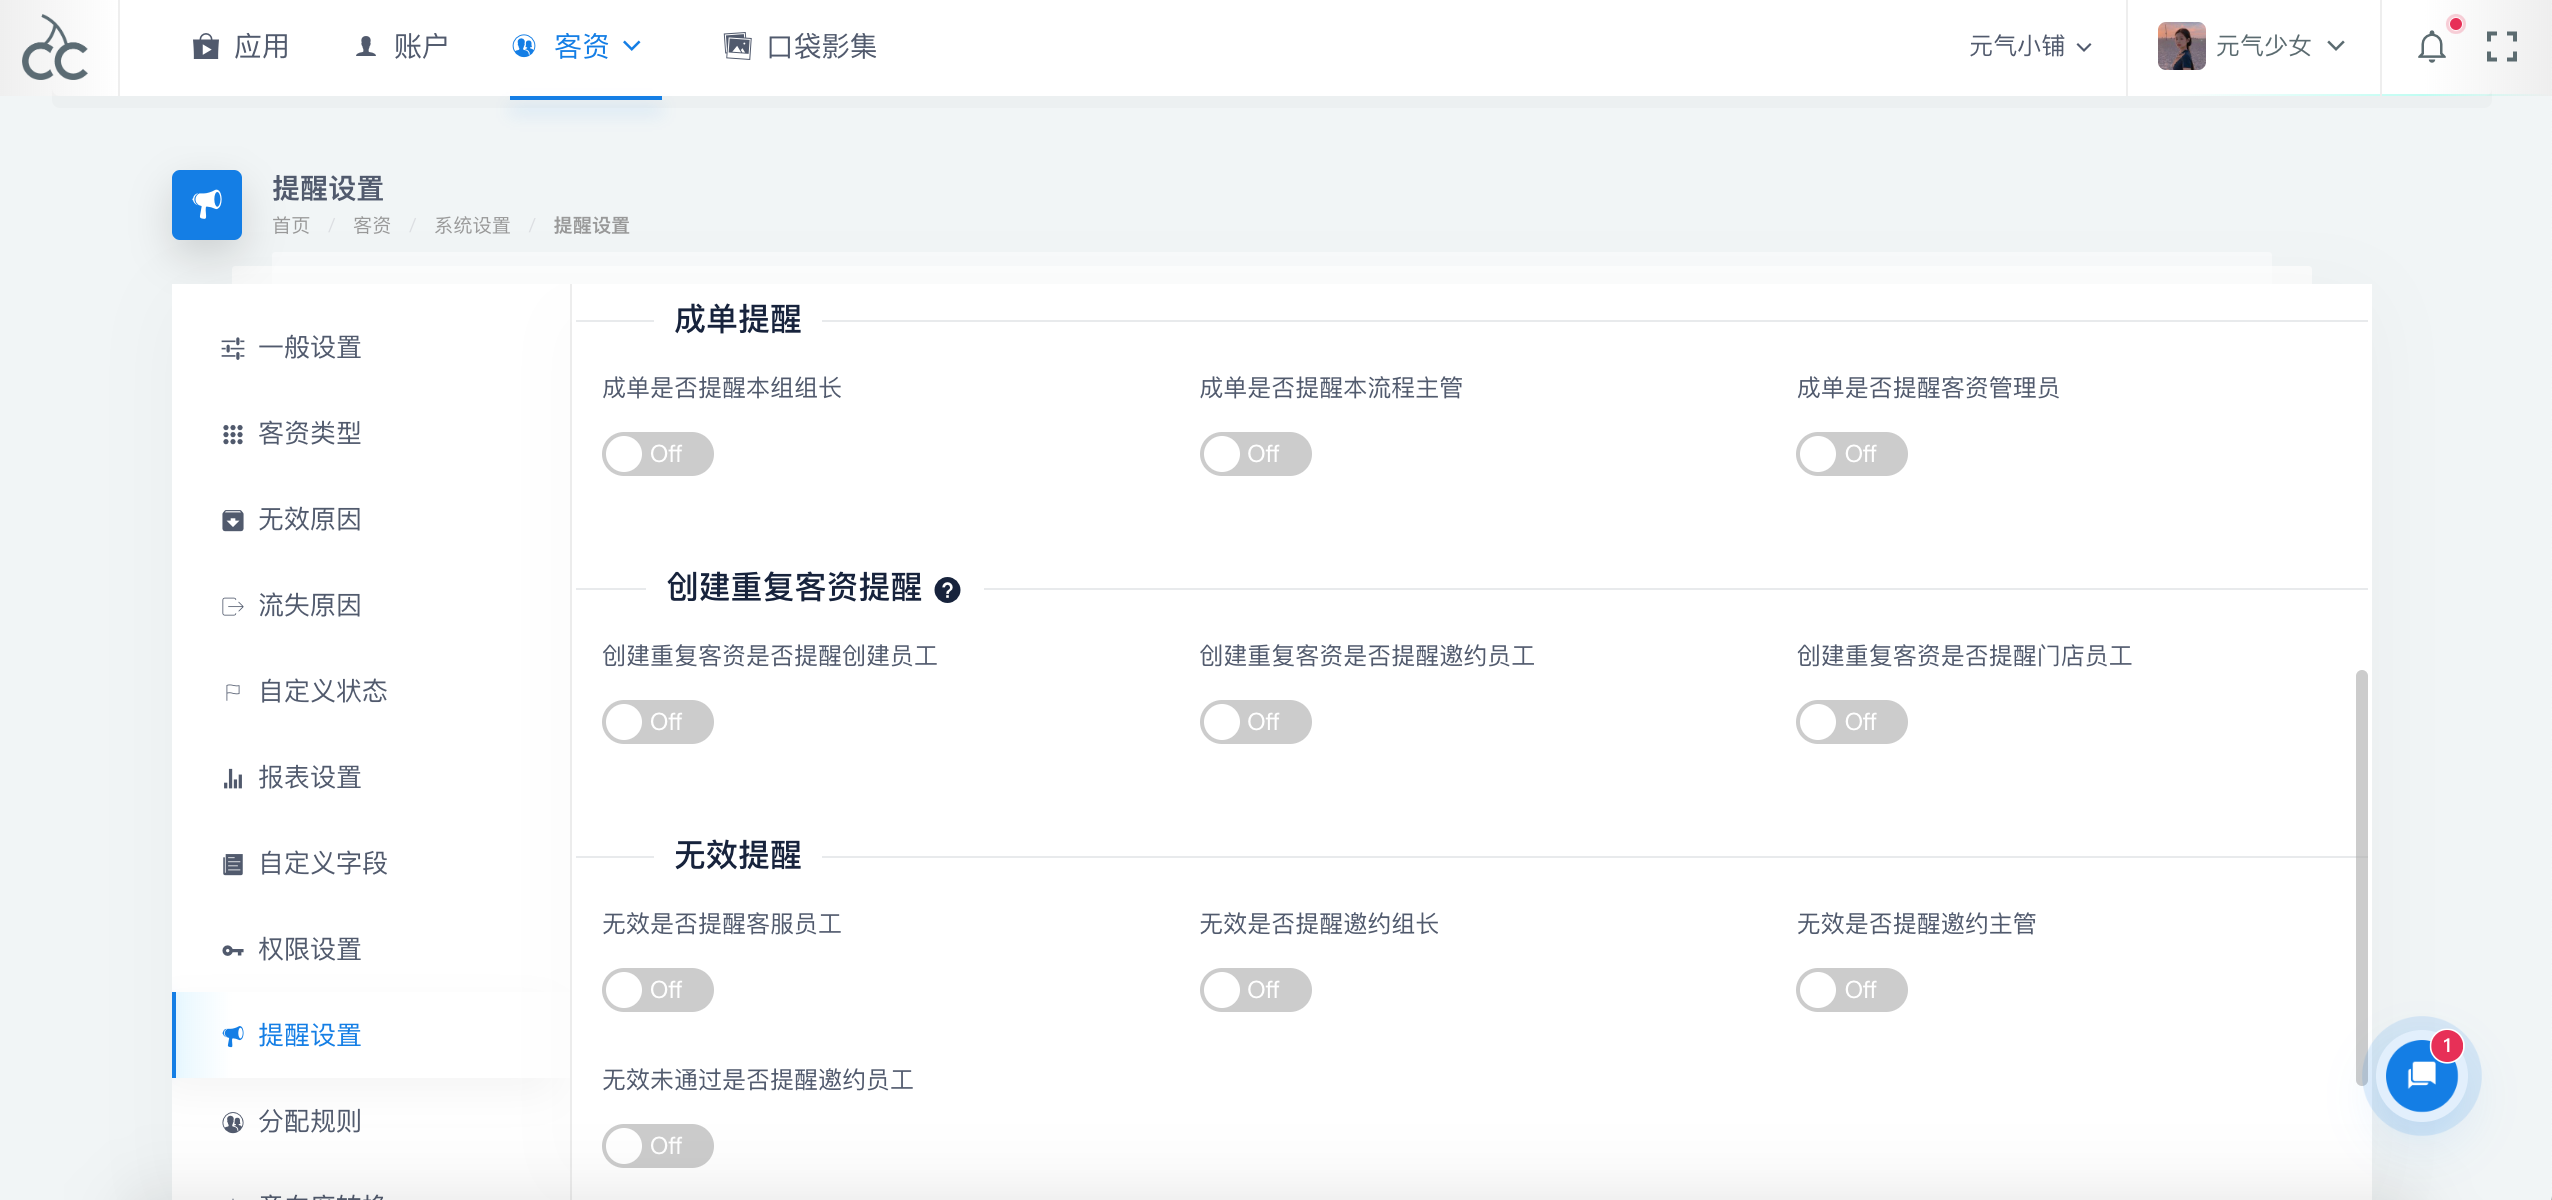 CC
应用
账户
客资
口袋影集
元气小铺
元气少女
提醒设置
首页 / 客资 / 系统设置 / 提醒设置
一般设置
客资类型
无效原因
流失原因
自定义状态
报表设置
自定义字段
权限设置
提醒设置
分配规则
成单提醒
成单是否提醒本组组长
Off
成单是否提醒本流程主管
Off
成单是否提醒客资管理员
Off
创建重复客资提醒 ?
创建重复客资是否提醒创建员工
Off
创建重复客资是否提醒邀约员工
Off
创建重复客资是否提醒门店员工
Off
无效提醒
无效是否提醒客服员工
Off
无效是否提醒邀约组长
Off
无效是否提醒邀约主管
Off
无效未通过是否提醒邀约员工
Off
1